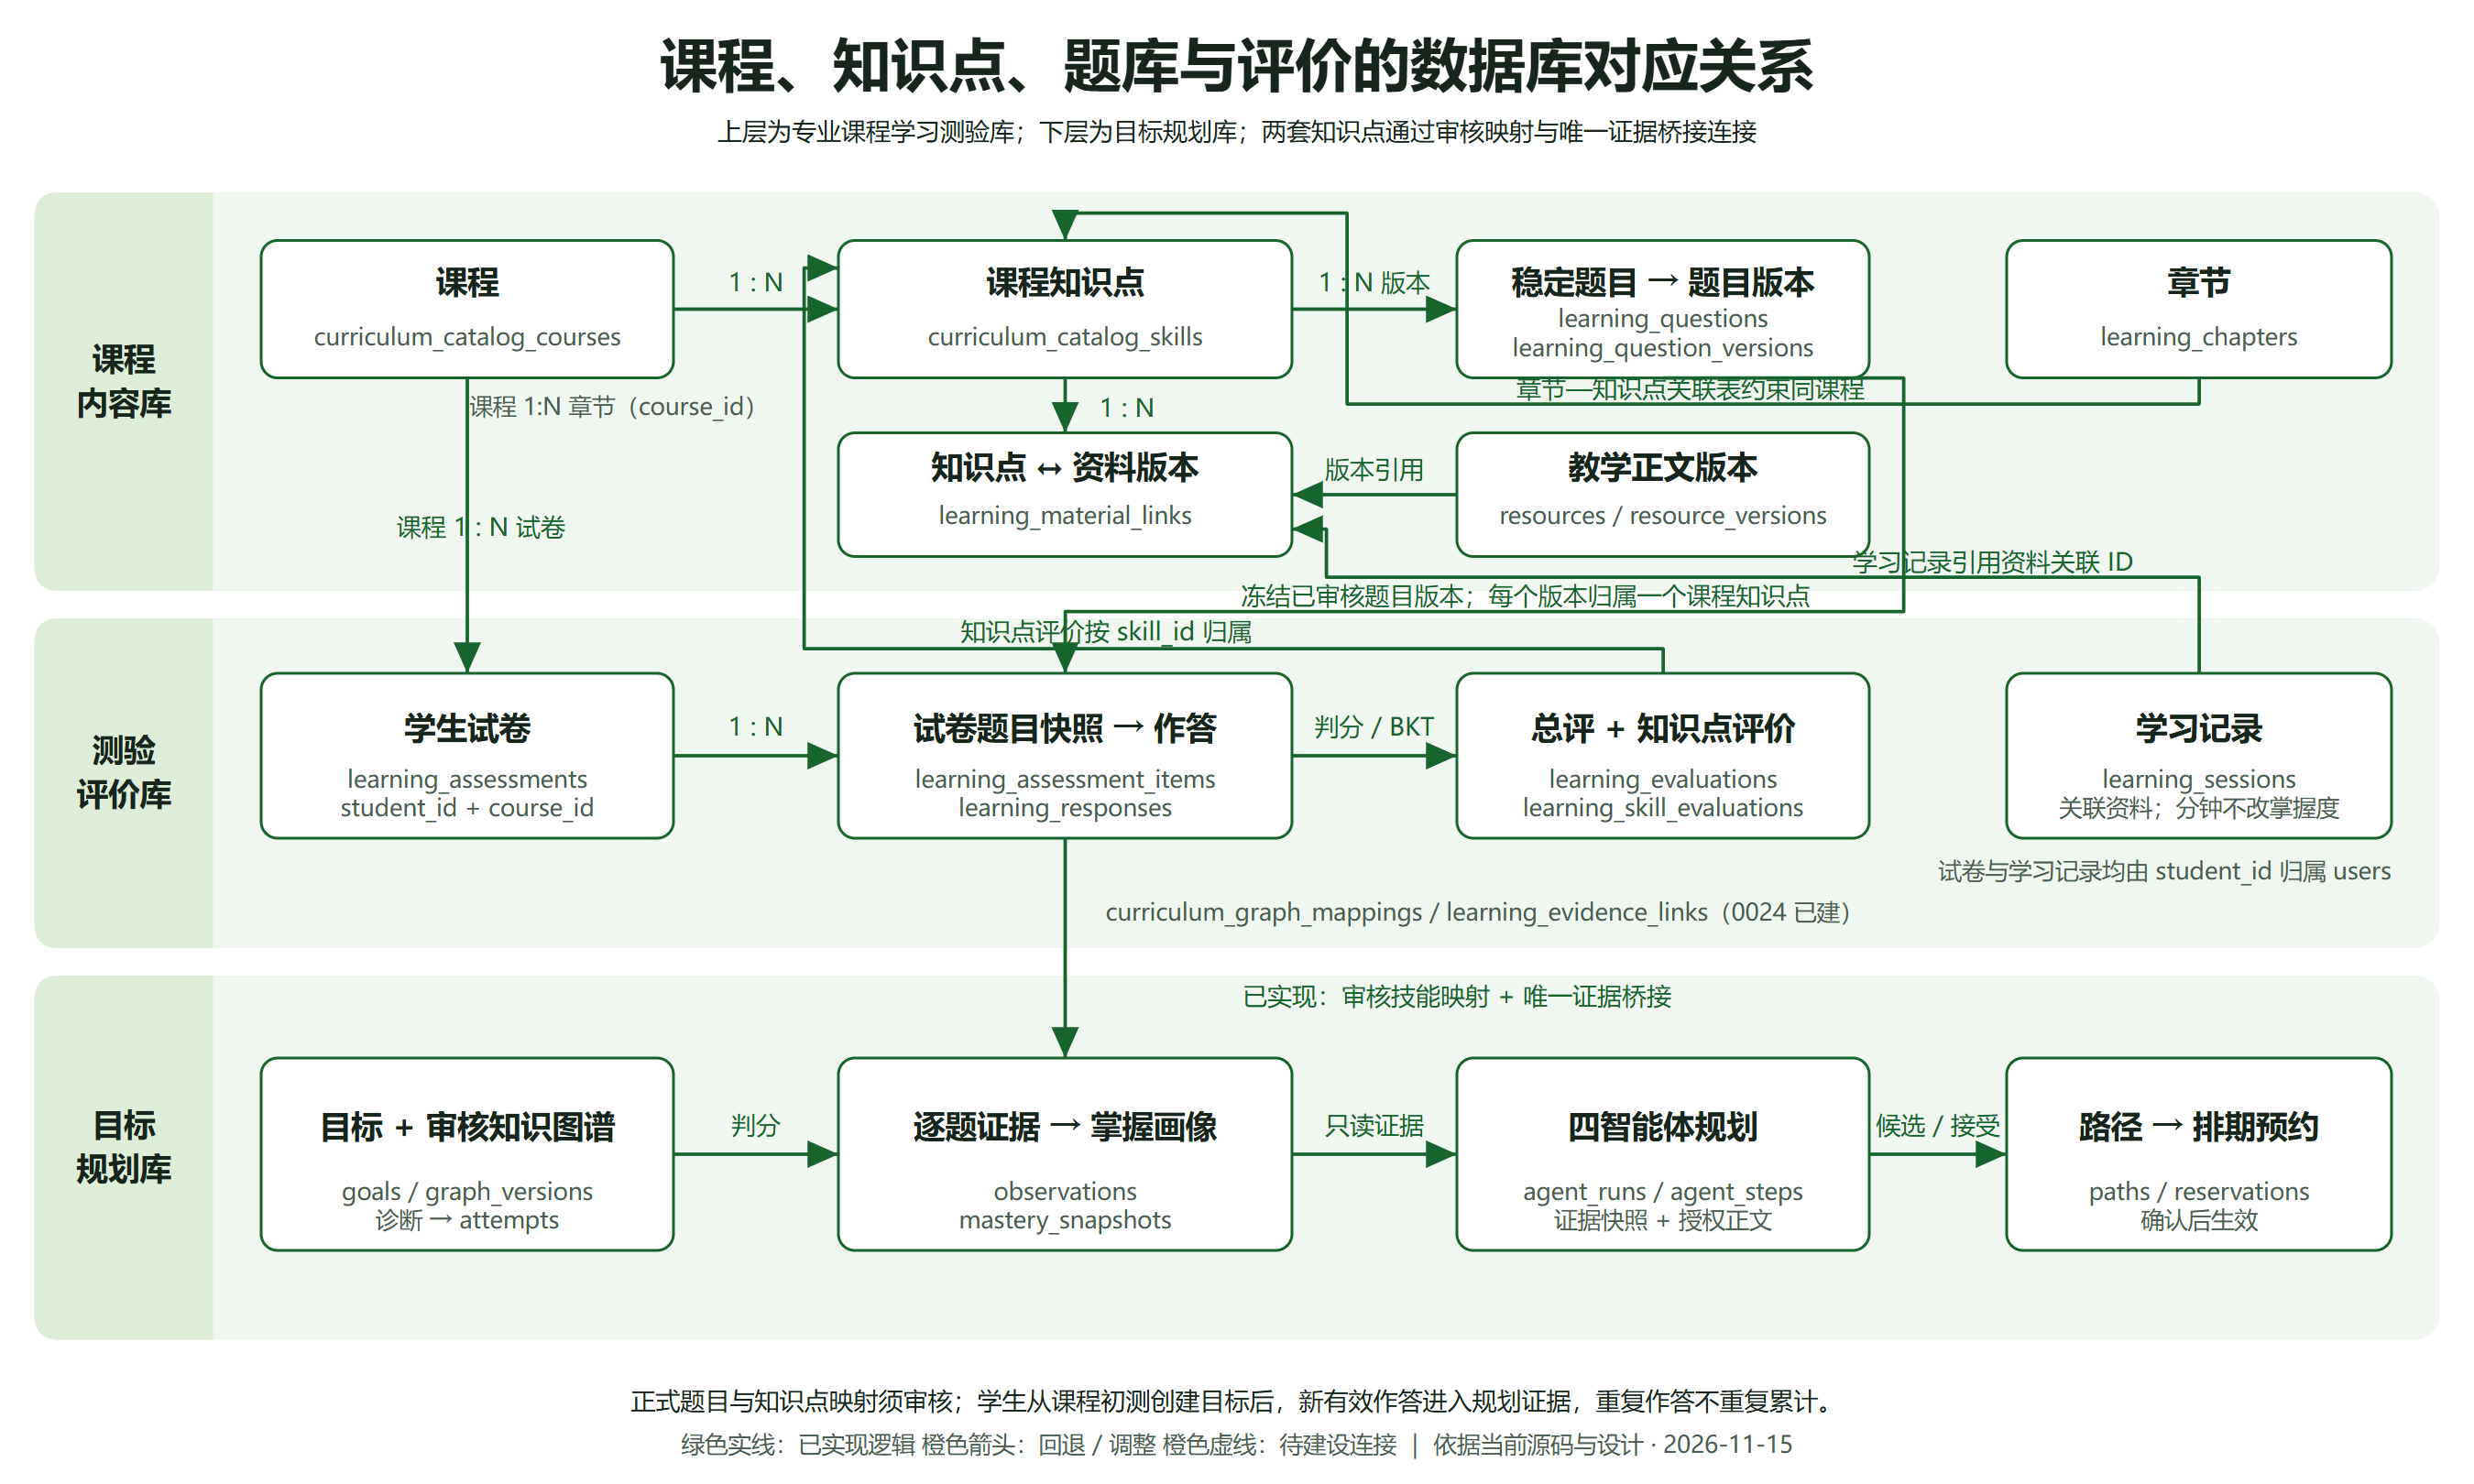 课程、知识点、题库与评价的数据库对应关系
上层为专业课程学习测验库；下层为目标规划库；两套知识点通过审核映射与唯一证据桥接连接
课程
内容库
课程
curriculum_catalog_courses
1 : N
课程知识点
curriculum_catalog_skills
1 : N 版本
稳定题目 → 题目版本
learning_questions
learning_question_versions
章节
learning_chapters
课程 1:N 章节（course_id）
1 : N
章节—知识点关联表约束同课程
知识点 ↔ 资料版本
learning_material_links
版本引用
教学正文版本
resources / resource_versions
课程 1 : N 试卷
学习记录引用资料关联 ID
冻结已审核题目版本；每个版本归属一个课程知识点
知识点评价按 skill_id 归属
测验
评价库
学生试卷
learning_assessments
student_id + course_id
1 : N
试卷题目快照 → 作答
learning_assessment_items
learning_responses
判分 / BKT
总评 + 知识点评价
learning_evaluations
learning_skill_evaluations
学习记录
learning_sessions
关联资料；分钟不改掌握度
试卷与学习记录均由 student_id 归属 users
curriculum_graph_mappings / learning_evidence_links（0024 已建）
已实现：审核技能映射 + 唯一证据桥接
目标
规划库
目标 + 审核知识图谱
goals / graph_versions
诊断 → attempts
判分
逐题证据 → 掌握画像
observations
mastery_snapshots
只读证据
四智能体规划
agent_runs / agent_steps
证据快照 + 授权正文
候选 / 接受
路径 → 排期预约
paths / reservations
确认后生效
正式题目与知识点映射须审核；学生从课程初测创建目标后，新有效作答进入规划证据，重复作答不重复累计。
绿色实线：已实现逻辑 橙色箭头：回退 / 调整 橙色虚线：待建设连接 ｜ 依据当前源码与设计 · 2026-11-15